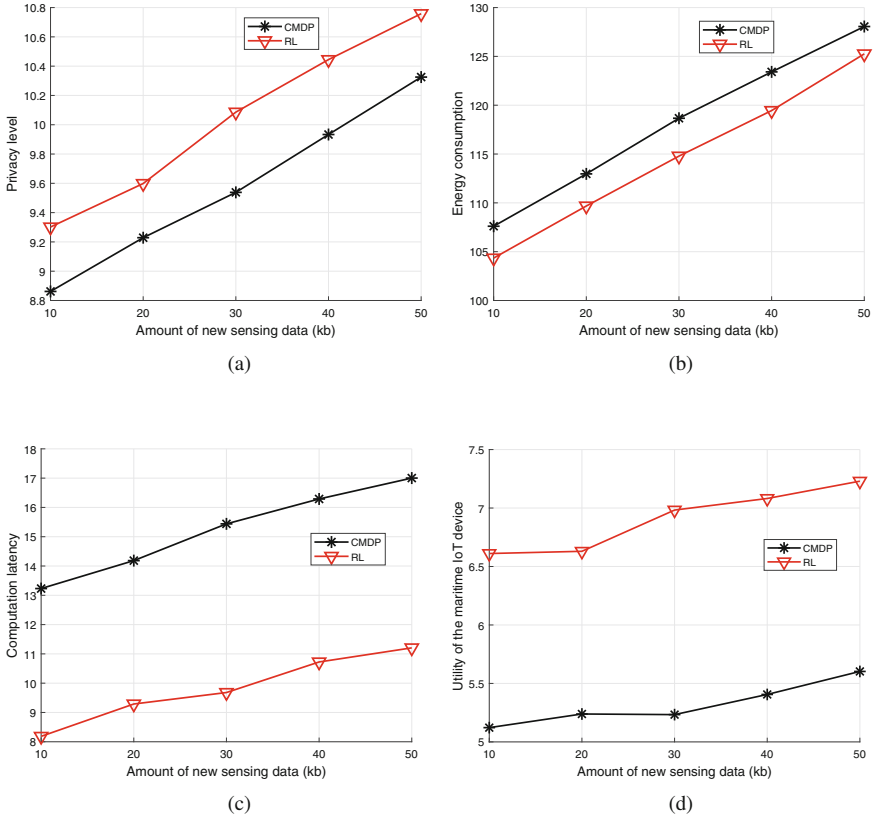 10.8
10.6
10.4
10.2
10
9.8
9.6
9.4
9.2
9
8.8
Privacy level
CMDP
RL
10 20 30 40 50
Amount of new sensing data (kb)
(a)
130
125
120
115
110
105
100
Energy consumption
CMDP
RL
10 20 30 40 50
Amount of new sensing data (kb)
(b)
18
17
16
15
14
13
12
11
10
9
8
Computation latency
CMDP
RL
10 20 30 40 50
Amount of new sensing data (kb)
(c)
7.5
7
6.5
6
5.5
5
Utility of the maritime IoT device
CMDP
RL
10 20 30 40 50
Amount of new sensing data (kb)
(d)